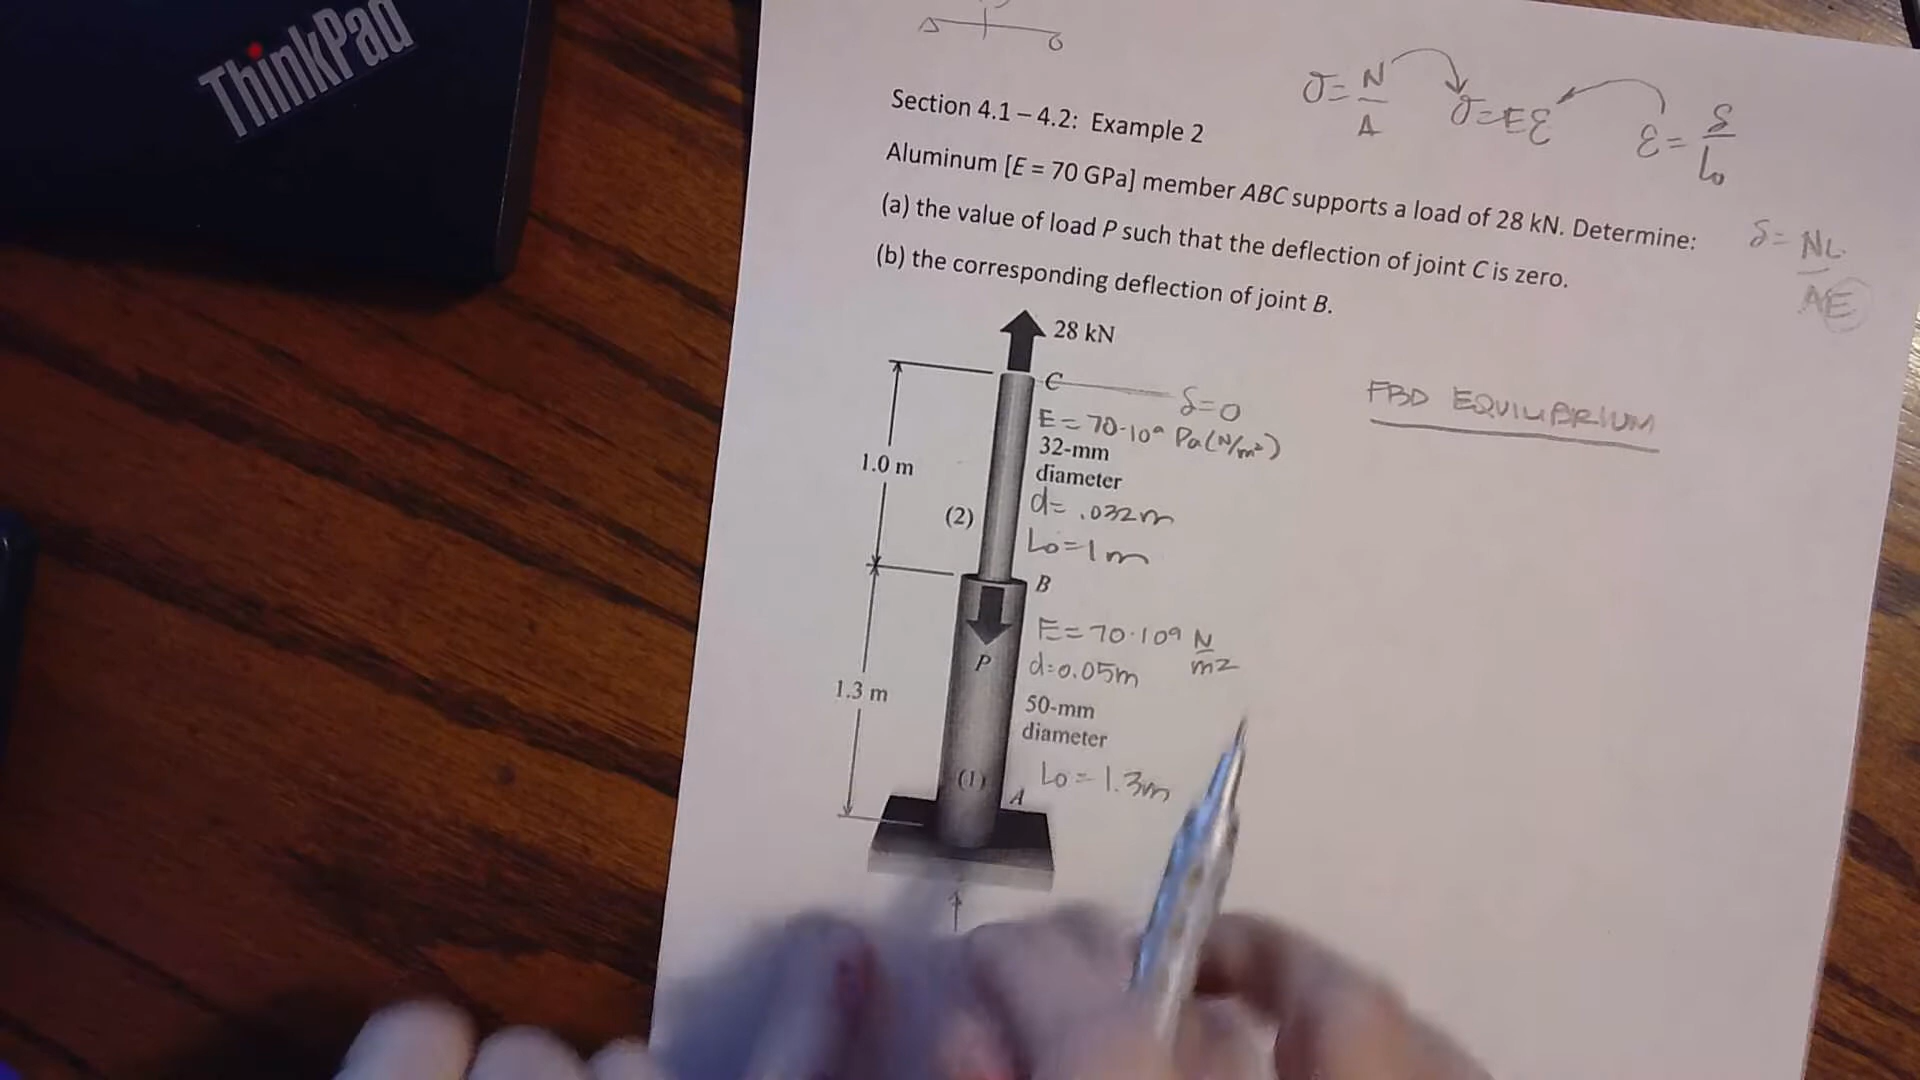 ThinkPad
σ = N/A
σ = Eε
ε = δ/L₀
Section 4.1 – 4.2: Example 2
Aluminum [E = 70 GPa] member ABC supports a load of 28 kN. Determine:
(a) the value of load P such that the deflection of joint C is zero.
(b) the corresponding deflection of joint B.
δ = NL/AE
28 kN
C
δ=0
FBD EQUILIBRIUM
E = 70·10⁹ Pa (N/m²)
32-mm
diameter
1.0 m
(2)
d= .032m
L₀=1m
B
E=70·10⁹ N/m²
P
d=0.05m
1.3 m
50-mm
diameter
(1)
A
L₀=1.3m